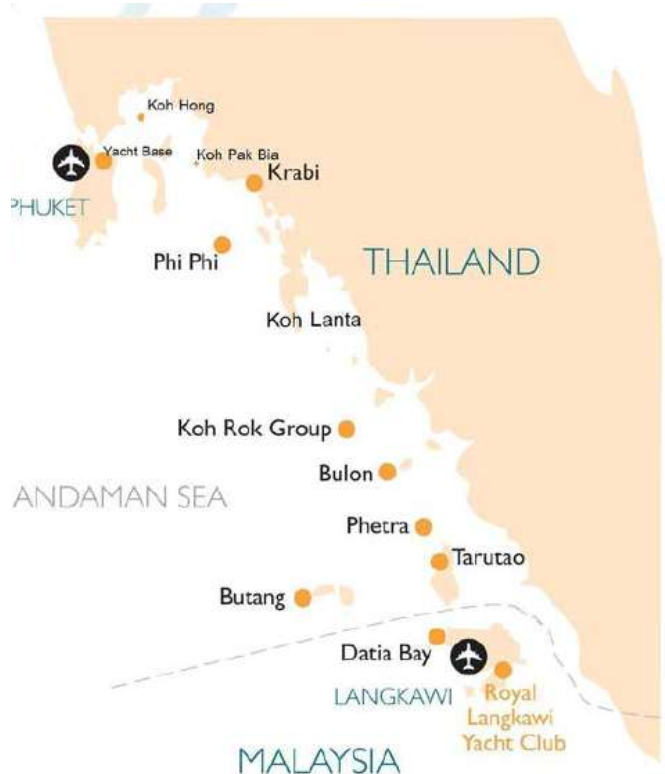 Koh Hong
Yacht Base
Koh Pak Bia
Krabi
PHUKET
Phi Phi
THAILAND
Koh Lanta
Koh Rok Group
Bulon
ANDAMAN SEA
Phetra
Tarutao
Butang
Datia Bay
LANGKAWI
Royal
Langkawi
Yacht Club
MALAYSIA